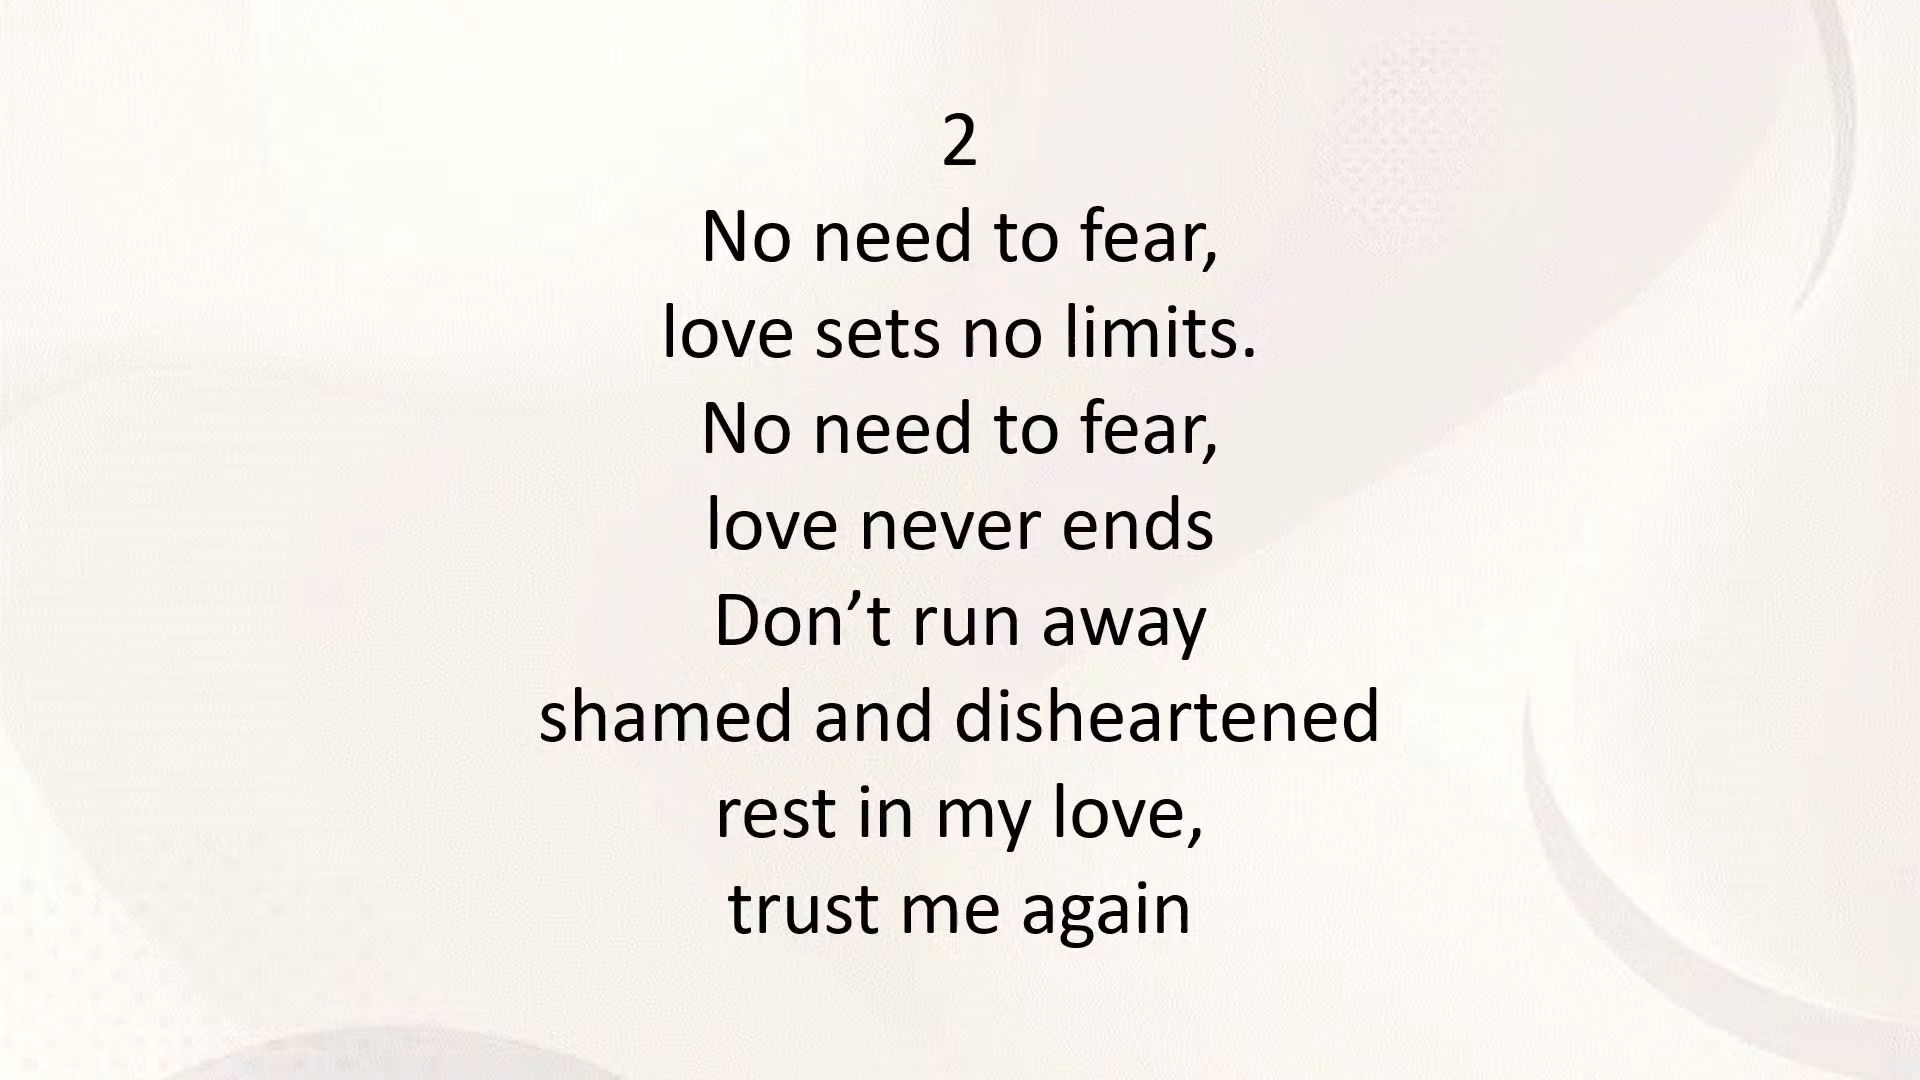 2
No need to fear,
love sets no limits.
No need to fear,
love never ends
Don’t run away
shamed and disheartened
rest in my love,
trust me again